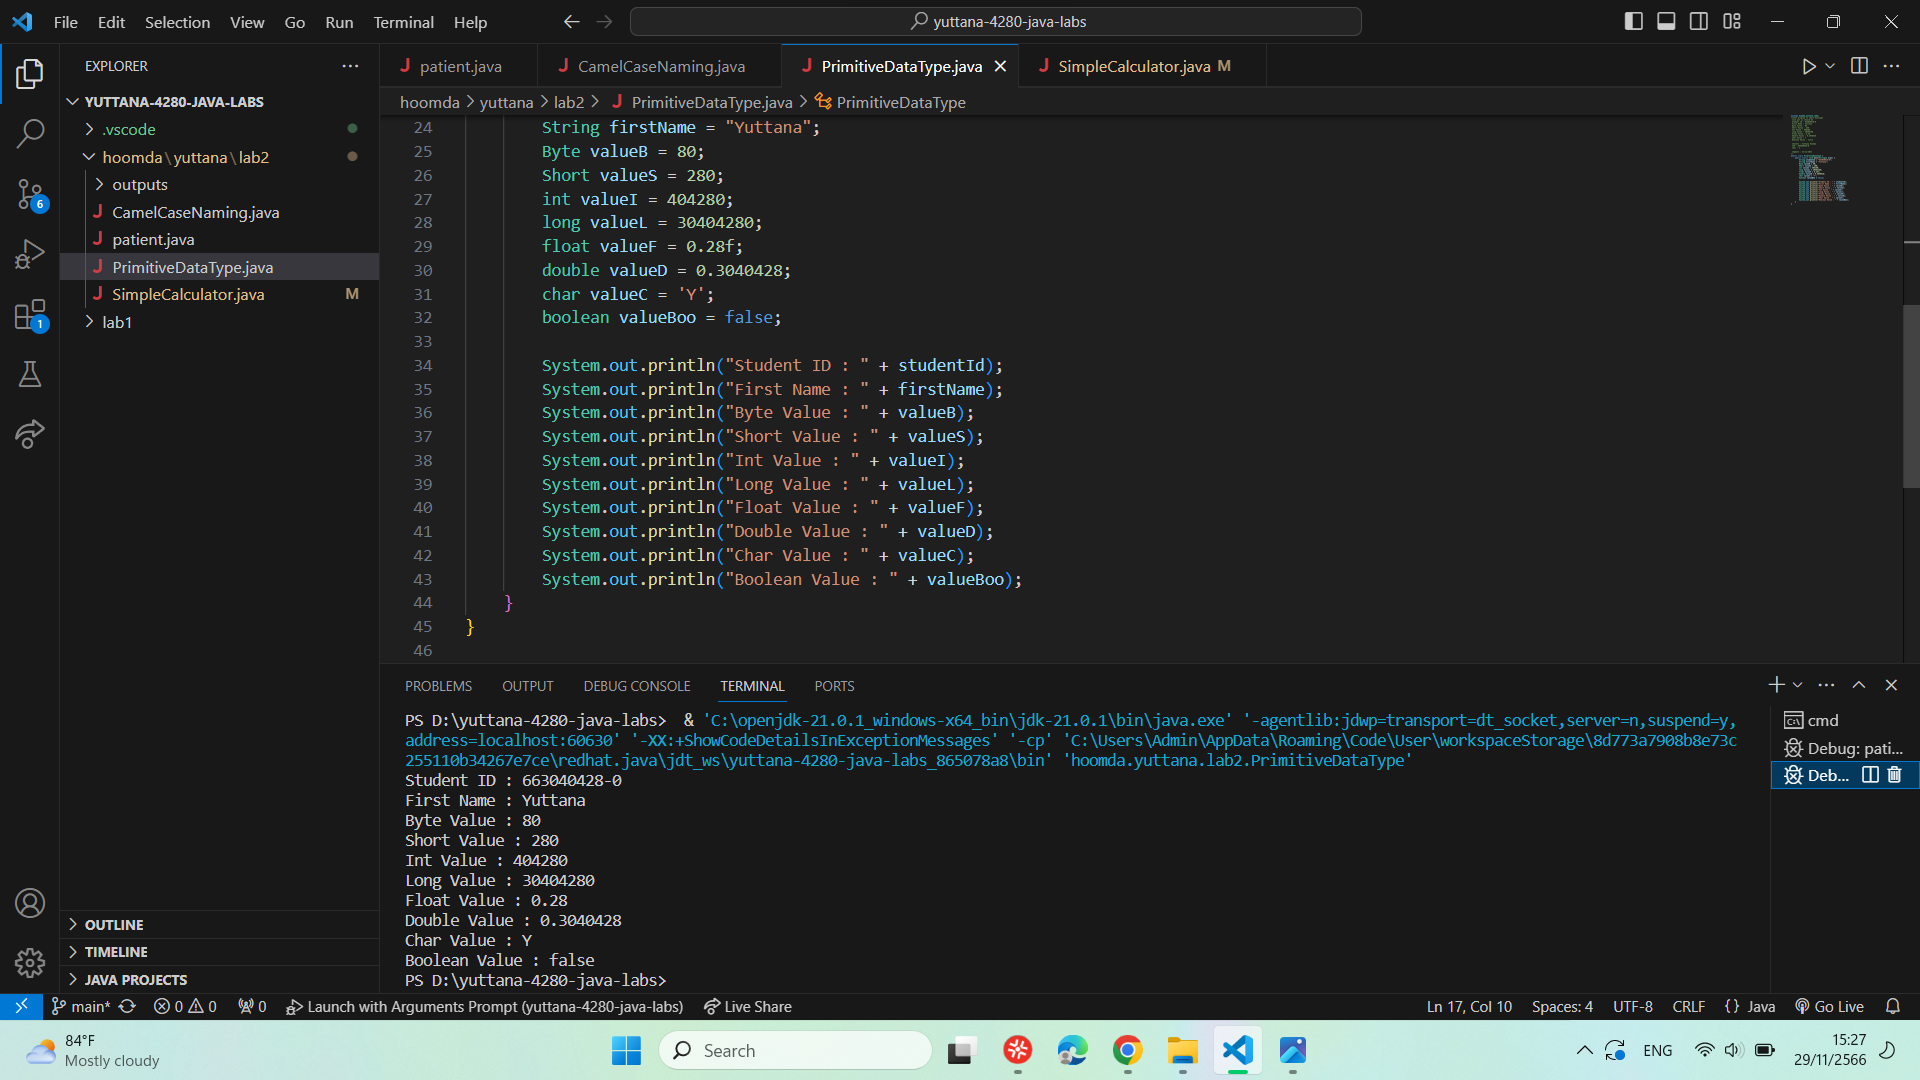 File Edit Selection View Go Run Terminal Help
yuttana-4280-java-labs
EXPLORER
YUTTANA-4280-JAVA-LABS
.vscode
hoomda\yuttana\lab2
outputs
CamelCaseNaming.java
patient.java
PrimitiveDataType.java
SimpleCalculator.java M
lab1
6
1
OUTLINE
TIMELINE
JAVA PROJECTS
patient.java CamelCaseNaming.java PrimitiveDataType.java SimpleCalculator.java M
hoomda > yuttana > lab2 > PrimitiveDataType.java > PrimitiveDataType
24 String firstName = "Yuttana";
25 Byte valueB = 80;
26 Short valueS = 280;
27 int valueI = 404280;
28 long valueL = 30404280;
29 float valueF = 0.28f;
30 double valueD = 0.3040428;
31 char valueC = 'Y';
32 boolean valueBoo = false;
33
34 System.out.println("Student ID : " + studentId);
35 System.out.println("First Name : " + firstName);
36 System.out.println("Byte Value : " + valueB);
37 System.out.println("Short Value : " + valueS);
38 System.out.println("Int Value : " + valueI);
39 System.out.println("Long Value : " + valueL);
40 System.out.println("Float Value : " + valueF);
41 System.out.println("Double Value : " + valueD);
42 System.out.println("Char Value : " + valueC);
43 System.out.println("Boolean Value : " + valueBoo);
44 }
45 }
46
PROBLEMS OUTPUT DEBUG CONSOLE TERMINAL PORTS
PS D:\yuttana-4280-java-labs> & 'C:\openjdk-21.0.1_windows-x64_bin\jdk-21.0.1\bin\java.exe' '-agentlib:jdwp=transport=dt_socket,server=n,suspend=y,
address=localhost:60630' '-XX:+ShowCodeDetailsInExceptionMessages' '-cp' 'C:\Users\Admin\AppData\Roaming\Code\User\workspaceStorage\8d773a7908b8e73c
255110b34267e7ce\redhat.java\jdt_ws\yuttana-4280-java-labs_865078a8\bin' 'hoomda.yuttana.lab2.PrimitiveDataType'
Student ID : 663040428-0
First Name : Yuttana
Byte Value : 80
Short Value : 280
Int Value : 404280
Long Value : 30404280
Float Value : 0.28
Double Value : 0.3040428
Char Value : Y
Boolean Value : false
PS D:\yuttana-4280-java-labs>
cmd
Debug: pati...
Deb...
main* 0 0 0 Launch with Arguments Prompt (yuttana-4280-java-labs) Live Share Ln 17, Col 10 Spaces: 4 UTF-8 CRLF {} Java Go Live
84°F
Mostly cloudy
Search
ENG
15:27
29/11/2566